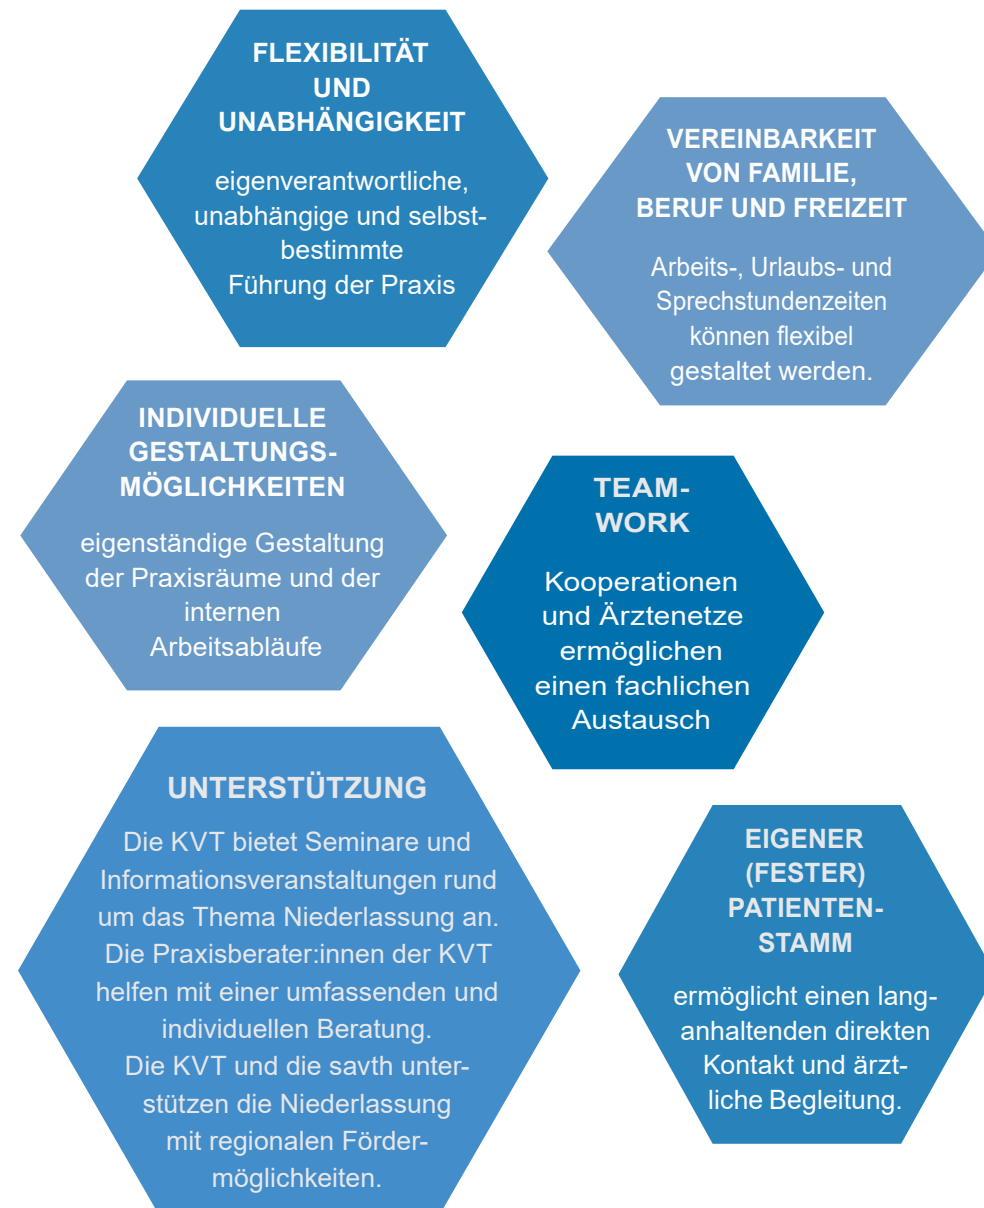 FLEXIBILITÄT
UND
UNABHÄNGIGKEIT
eigenverantwortliche,
unabhängige und selbst-
bestimmte
Führung der Praxis
VEREINBARKEIT
VON FAMILIE,
BERUF UND FREIZEIT
Arbeits-, Urlaubs- und
Sprechstundenzeiten
können flexibel
gestaltet werden.
INDIVIDUELLE
GESTALTUNGS-
MÖGLICHKEITEN
eigenständige Gestaltung
der Praxisräume und der
internen
Arbeitsabläufe
TEAM-
WORK
Kooperationen
und Ärztenetze
ermöglichen
einen fachlichen
Austausch
UNTERSTÜTZUNG
Die KVT bietet Seminare und
Informationsveranstaltungen rund
um das Thema Niederlassung an.
Die Praxisberater:innen der KVT
helfen mit einer umfassenden und
individuellen Beratung.
Die KVT und die savth unter-
stützen die Niederlassung
mit regionalen Förder-
möglichkeiten.
EIGENER
(FESTER)
PATIENTEN-
STAMM
ermöglicht einen lang-
anhaltenden direkten
Kontakt und ärzt-
liche Begleitung.